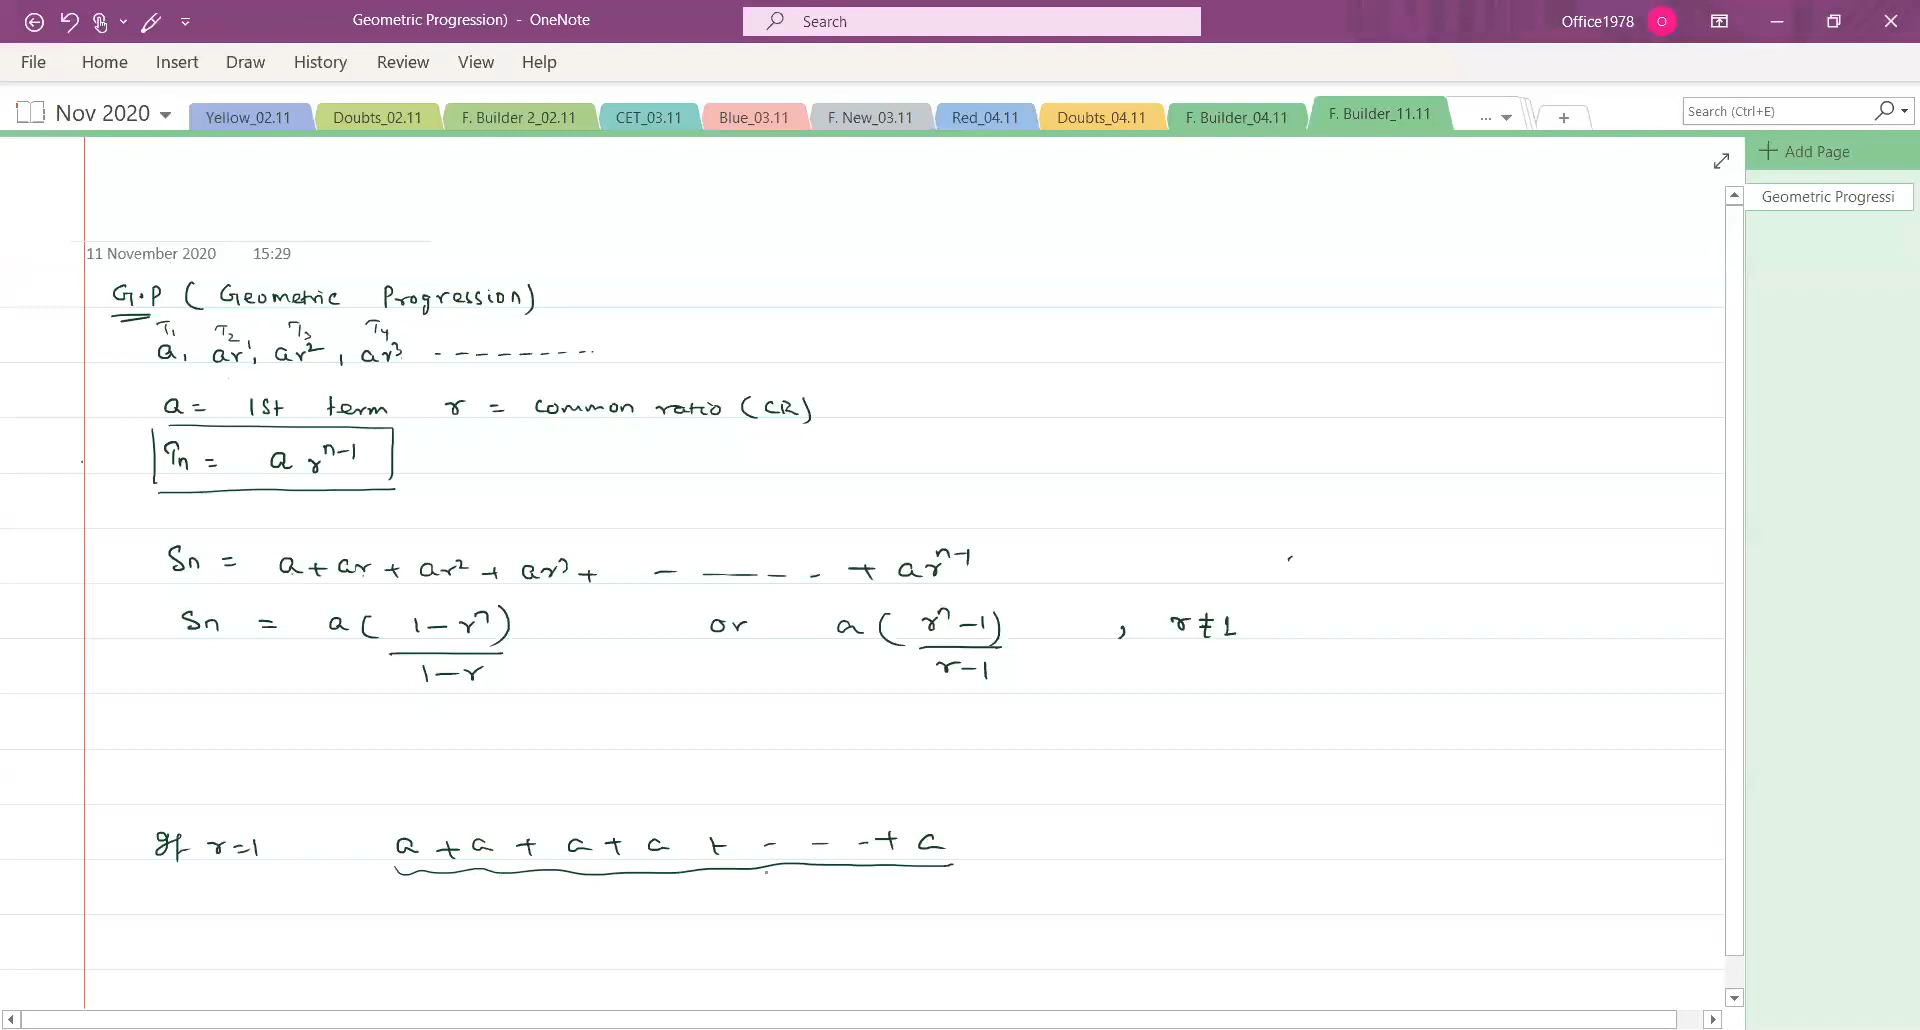 Geometric Progression) - OneNote
Search
Office1978
O
File Home Insert Draw History Review View Help
Nov 2020
Yellow_02.11 Doubts_02.11 F. Builder 2_02.11 CET_03.11 Blue_03.11 F. New_03.11 Red_04.11 Doubts_04.11 F. Builder_04.11 F. Builder_11.11 ... +
Search (Ctrl+E)
+ Add Page
Geometric Progressi
11 November 2020 15:29
G.P ( Geometric Progression)
T₁ T₂ T₃ T₄
a, ar¹, ar², ar³ - - - - - - - - -
a = 1st term r = common ratio (CR)
Tn = a rⁿ⁻¹
Sn = a + ar + ar² + ar³ + - - - - - + arⁿ⁻¹
Sn = a ( 1 - rⁿ ) / 1 - r or a ( rⁿ - 1 ) / r - 1 , r ≠ 1
If r = 1 a + a + a + a + - - - + a